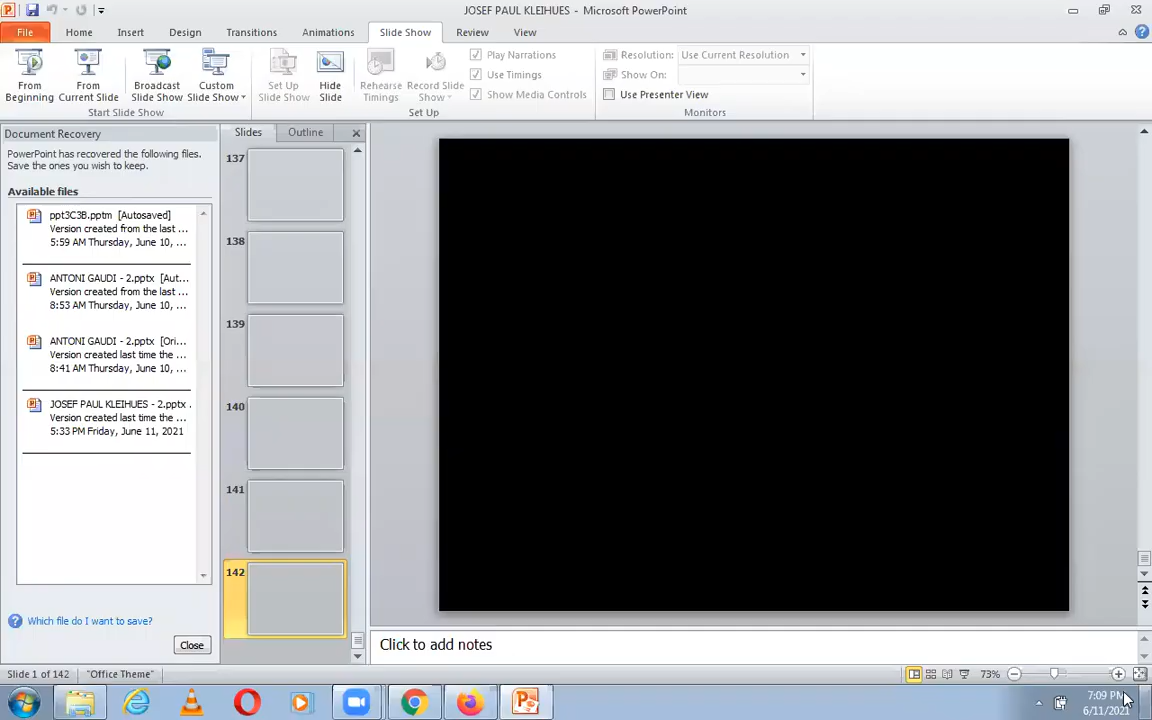 JOSEF PAUL KLEIHUES - Microsoft PowerPoint
File Home Insert Design Transitions Animations Slide Show Review View
From Beginning
From Current Slide
Broadcast Slide Show
Custom Slide Show
Start Slide Show
Set Up Slide Show
Hide Slide
Rehearse Timings
Record Slide Show
Play Narrations
Use Timings
Show Media Controls
Set Up
Resolution: Use Current Resolution
Show On:
Use Presenter View
Monitors
Document Recovery
PowerPoint has recovered the following files.
Save the ones you wish to keep.
Available files
ppt3C3B.pptm [Autosaved]
Version created from the last ...
5:59 AM Thursday, June 10, ...
ANTONI GAUDI - 2.pptx [Aut...
Version created from the last ...
8:53 AM Thursday, June 10, ...
ANTONI GAUDI - 2.pptx [Ori...
Version created last time the ...
8:41 AM Thursday, June 10, ...
JOSEF PAUL KLEIHUES - 2.pptx .
Version created last time the ...
5:33 PM Friday, June 11, 2021
Which file do I want to save?
Close
Slides Outline
137
138
139
140
141
142
Click to add notes
Slide 1 of 142 "Office Theme" 73%
7:09 PM
6/11/2021